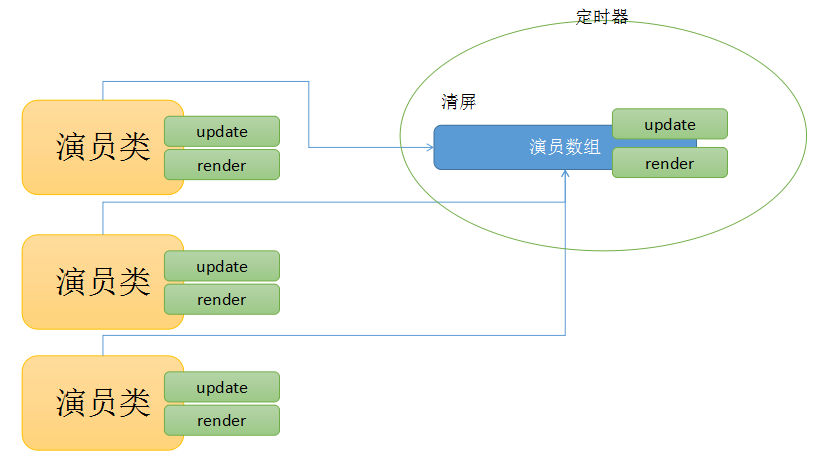 定时器
清屏
演员类
update
render
演员数组
update
render
演员类
update
render
演员类
update
render